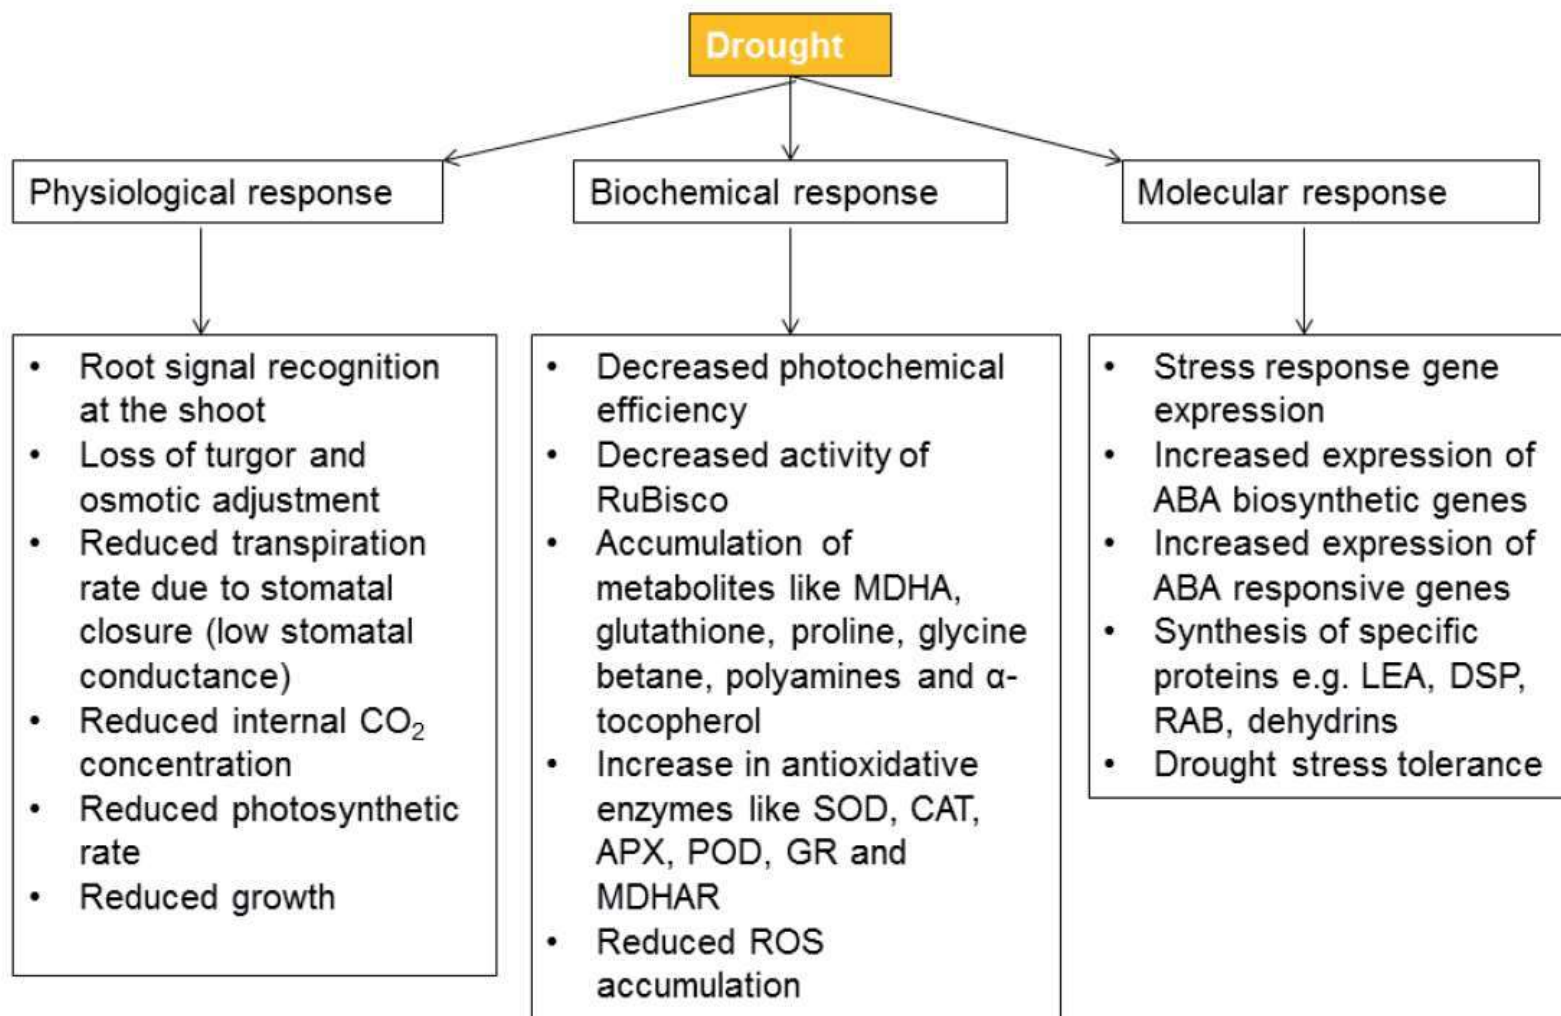 Drought
Physiological response
Biochemical response
Molecular response
• Root signal recognition
at the shoot
• Loss of turgor and
osmotic adjustment
• Reduced transpiration
rate due to stomatal
closure (low stomatal
conductance)
• Reduced internal CO₂
concentration
• Reduced photosynthetic
rate
• Reduced growth
• Decreased photochemical
efficiency
• Decreased activity of
RuBisco
• Accumulation of
metabolites like MDHA,
glutathione, proline, glycine
betane, polyamines and α-
tocopherol
• Increase in antioxidative
enzymes like SOD, CAT,
APX, POD, GR and
MDHAR
• Reduced ROS
accumulation
• Stress response gene
expression
• Increased expression of
ABA biosynthetic genes
• Increased expression of
ABA responsive genes
• Synthesis of specific
proteins e.g. LEA, DSP,
RAB, dehydrins
• Drought stress tolerance